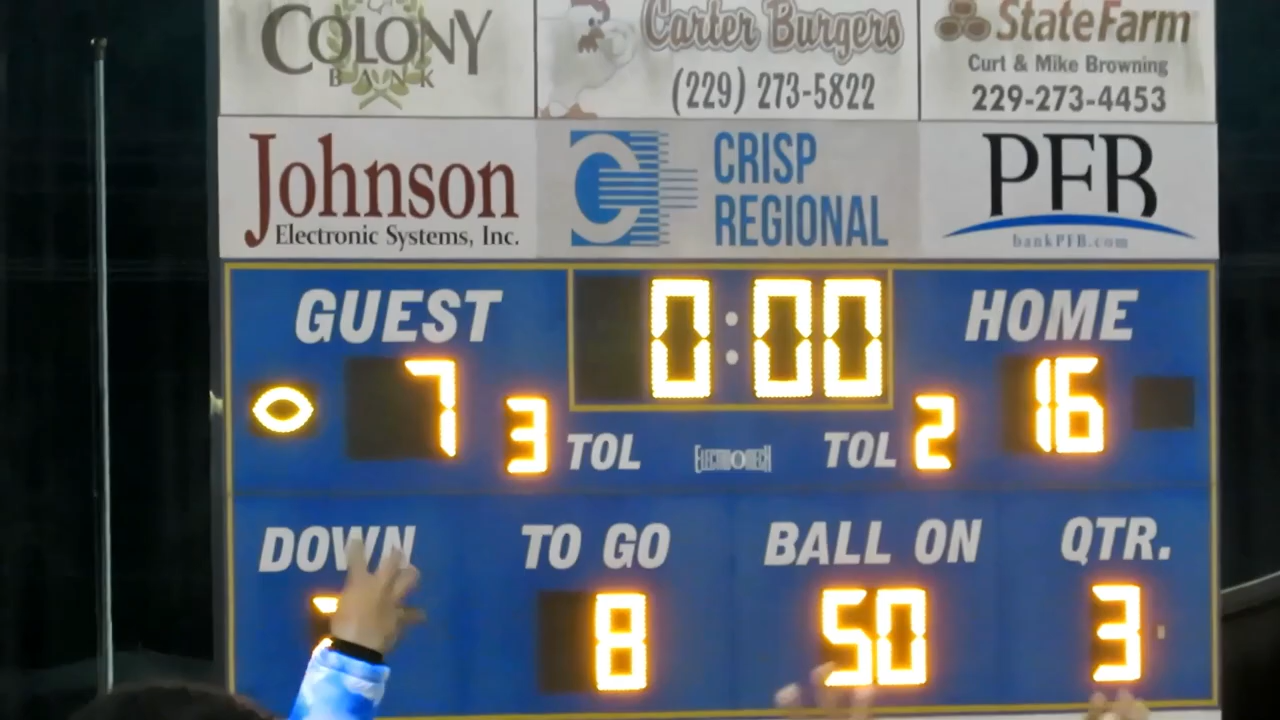 COLONY
BANK
Carter Burgers
(229) 273-5822
StateFarm
Curt & Mike Browning
229-273-4453
Johnson
Electronic Systems, Inc.
CRISP
REGIONAL
PFB
bankPFB.com
GUEST
0:00
HOME
7
16
3 TOL
ELECTRO-MECH
TOL 2
DOWN
TO GO
BALL ON
QTR.
8
50
3